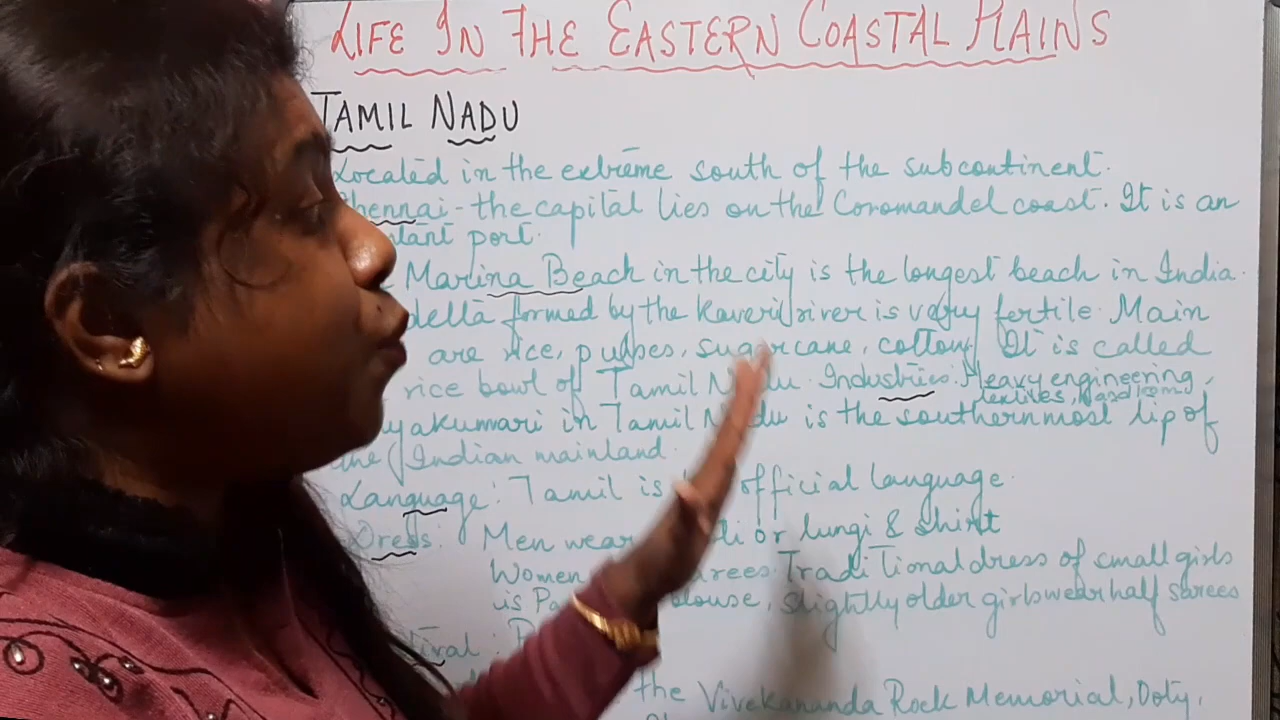 LIFE IN THE EASTERN COASTAL PLAINS
TAMIL NADU
Located in the extreme south of the subcontinent.
Chennai - the capital lies on the Coromandel coast. It is an
port.
Marina Beach in the city is the longest beach in India.
delta formed by the Kaveri river is very fertile. Main
are rice, pulses, sugarcane, cotton. It is called
rice bowl of Tamil Nadu. Industries: Heavy engineering,
textiles, handlooms
in Tamil Nadu is the southernmost tip of
the Indian mainland.
Language: Tamil is official language.
Dress: Men wear or lungi & shirt
Women sarees. Traditional dress of small girls
is blouse, slightly older girls wear half sarees
the Vivekananda Rock Memorial, Ooty,